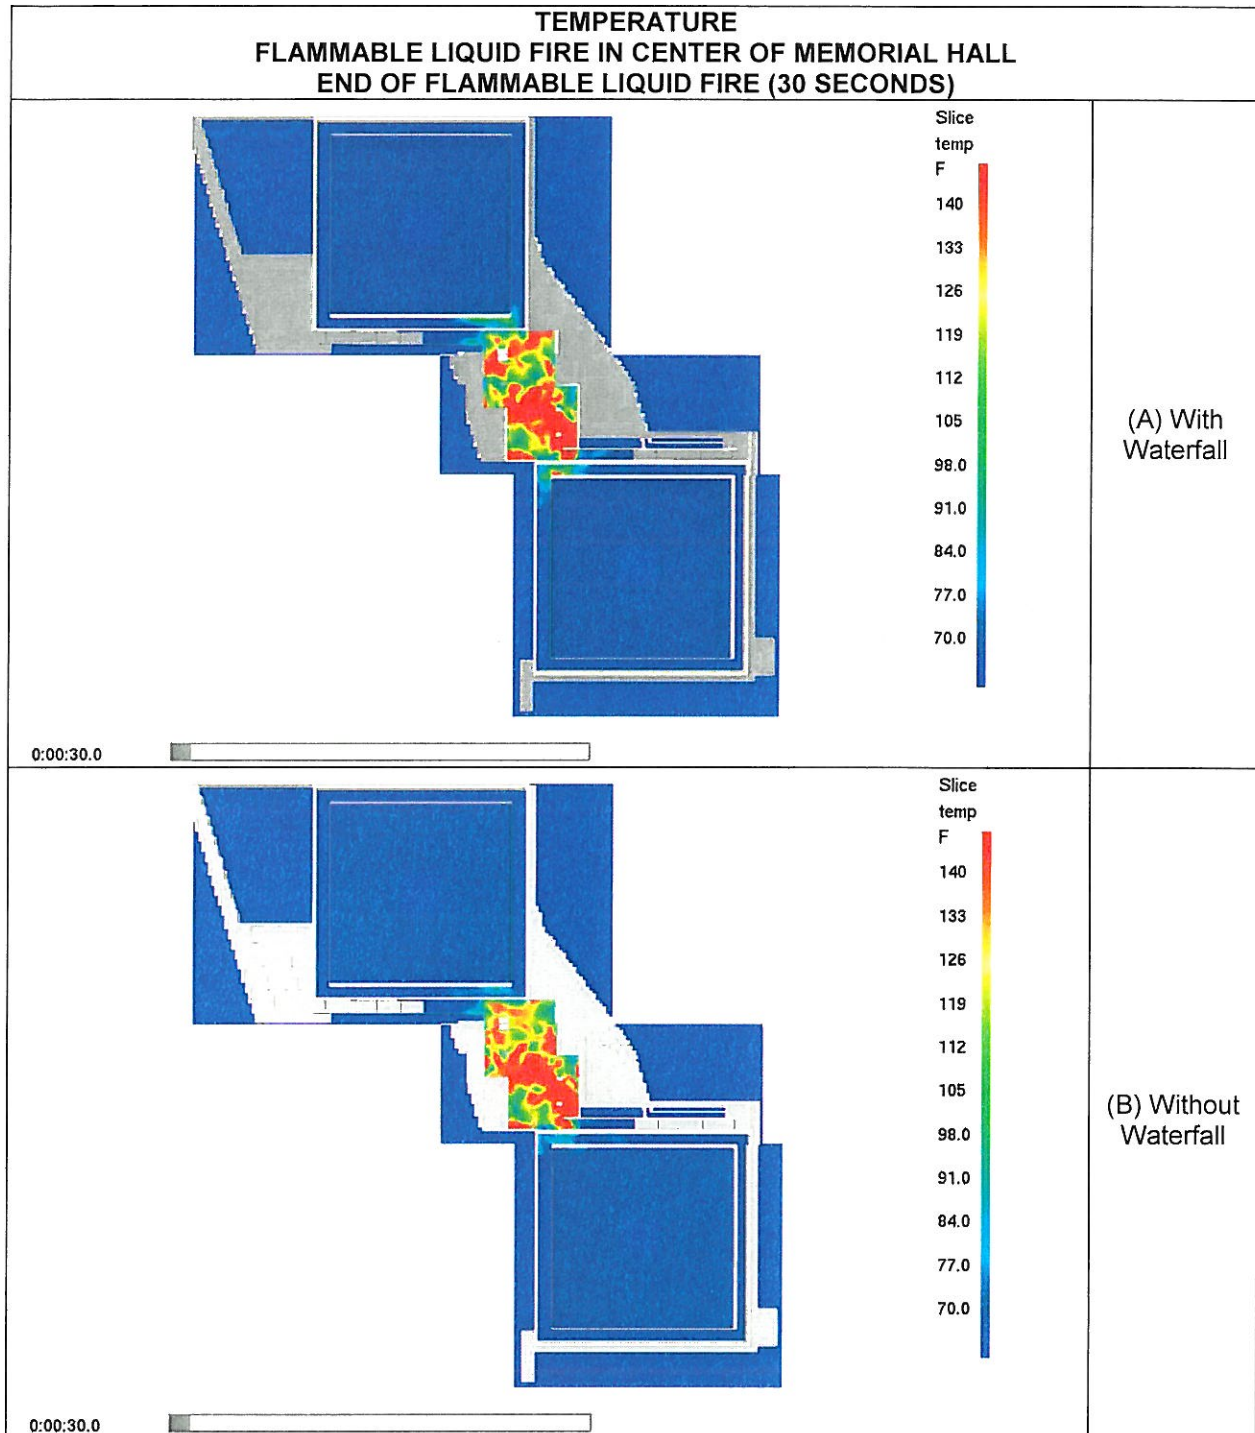 TEMPERATURE
FLAMMABLE LIQUID FIRE IN CENTER OF MEMORIAL HALL
END OF FLAMMABLE LIQUID FIRE (30 SECONDS)
Slice
temp
F
140
133
126
119
112
105
98.0
91.0
84.0
77.0
70.0
(A) With
Waterfall
0:00:30.0
Slice
temp
F
140
133
126
119
112
105
98.0
91.0
84.0
77.0
70.0
(B) Without
Waterfall
0:00:30.0